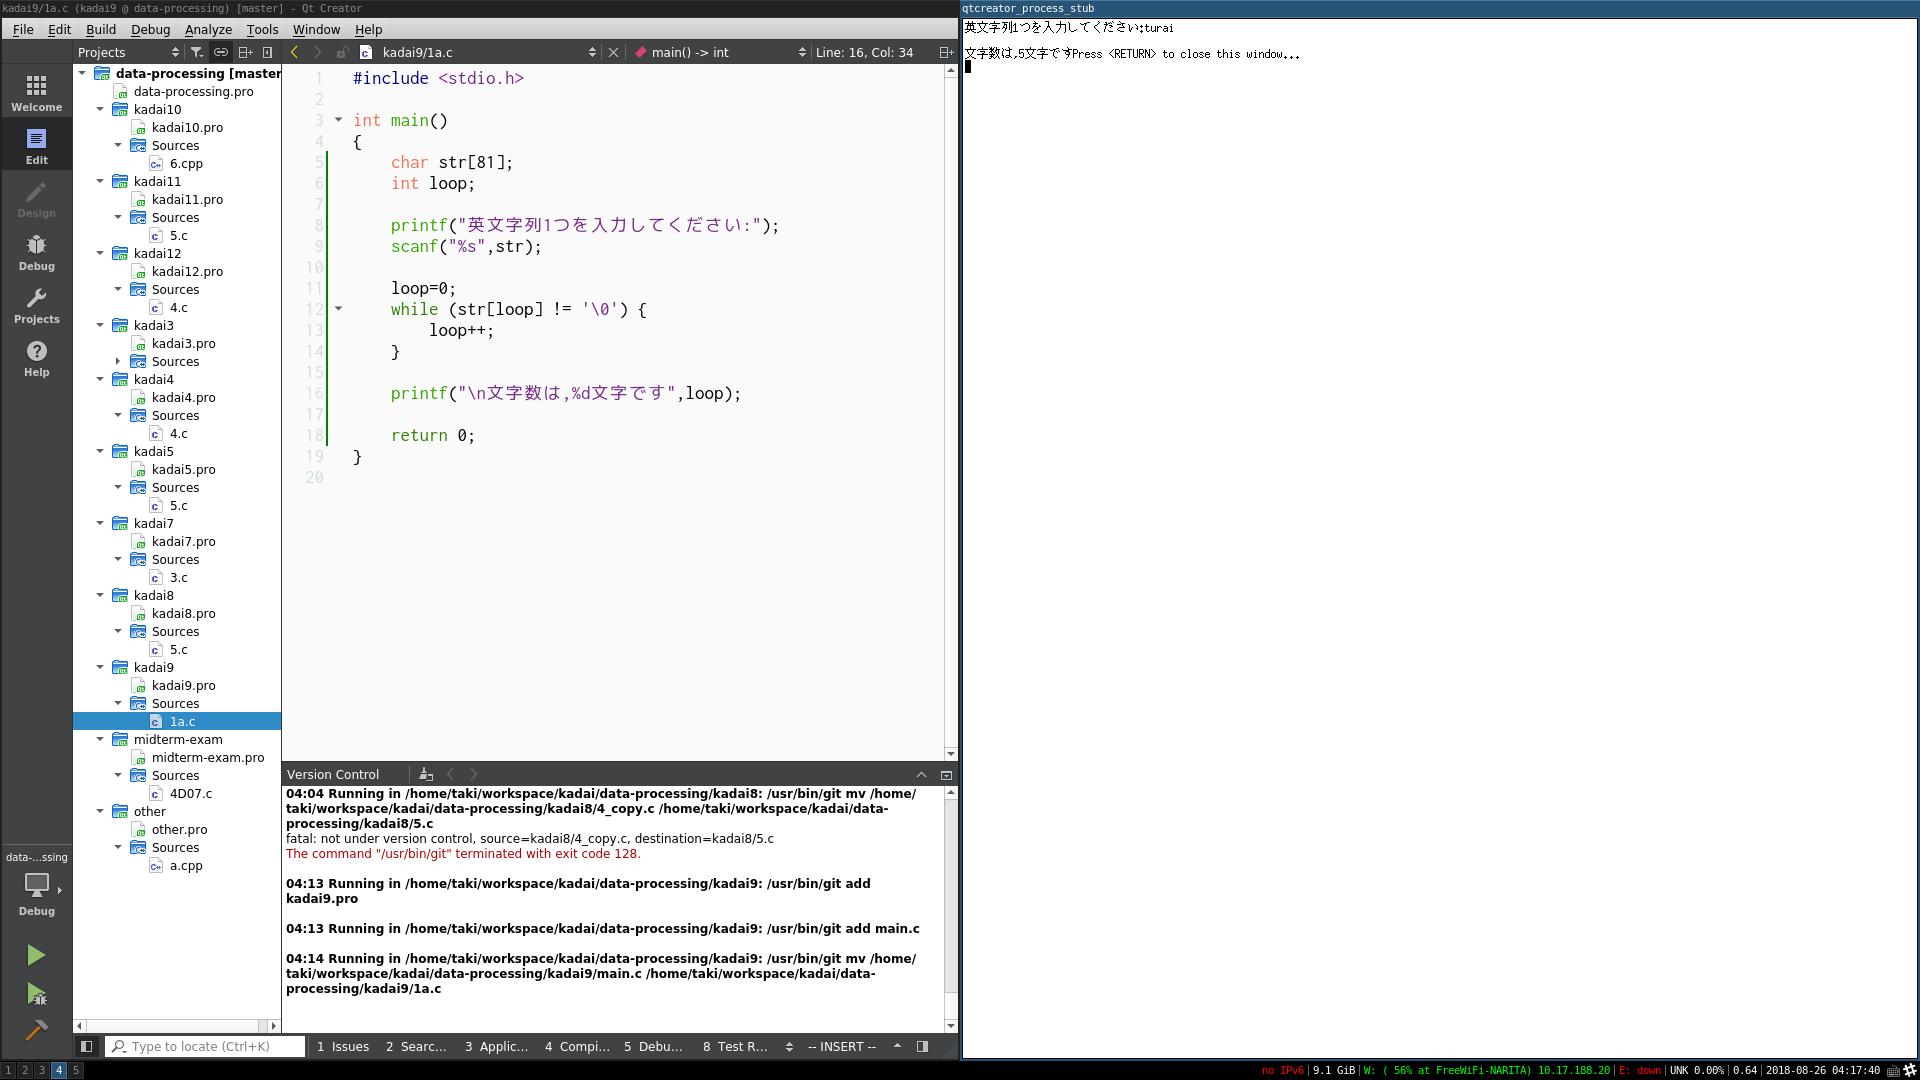 kadai9/1a.c (kadai9 @ data-processing) [master] - Qt Creator
File Edit Build Debug Analyze Tools Window Help
Projects
kadai9/1a.c
main() -> int
Line: 16, Col: 34
Welcome
Edit
Design
Debug
Projects
Help
data-...ssing
Debug
data-processing [master
data-processing.pro
kadai10
kadai10.pro
Sources
6.cpp
kadai11
kadai11.pro
Sources
5.c
kadai12
kadai12.pro
Sources
4.c
kadai3
kadai3.pro
Sources
kadai4
kadai4.pro
Sources
4.c
kadai5
kadai5.pro
Sources
5.c
kadai7
kadai7.pro
Sources
3.c
kadai8
kadai8.pro
Sources
5.c
kadai9
kadai9.pro
Sources
1a.c
midterm-exam
midterm-exam.pro
Sources
4D07.c
other
other.pro
Sources
a.cpp
1 #include <stdio.h>
2
3 int main()
4 {
5 char str[81];
6 int loop;
7
8 printf("英文字列1つを入力してください:");
9 scanf("%s",str);
10
11 loop=0;
12 while (str[loop] != '\0') {
13 loop++;
14 }
15
16 printf("\n文字数は,%d文字です",loop);
17
18 return 0;
19 }
20
Version Control
04:04 Running in /home/taki/workspace/kadai/data-processing/kadai8: /usr/bin/git mv /home/
taki/workspace/kadai/data-processing/kadai8/4_copy.c /home/taki/workspace/kadai/data-
processing/kadai8/5.c
fatal: not under version control, source=kadai8/4_copy.c, destination=kadai8/5.c
The command "/usr/bin/git" terminated with exit code 128.
04:13 Running in /home/taki/workspace/kadai/data-processing/kadai9: /usr/bin/git add
kadai9.pro
04:13 Running in /home/taki/workspace/kadai/data-processing/kadai9: /usr/bin/git add main.c
04:14 Running in /home/taki/workspace/kadai/data-processing/kadai9: /usr/bin/git mv /home/
taki/workspace/kadai/data-processing/kadai9/main.c /home/taki/workspace/kadai/data-
processing/kadai9/1a.c
Type to locate (Ctrl+K)
1 Issues 2 Searc... 3 Applic... 4 Compi... 5 Debu... 8 Test R... -- INSERT --
qtcreator_process_stub
英文字列1つを入力してください:turai
文字数は,5文字ですPress <RETURN> to close this window...
1 2 3 4 5
no IPv6 | 9.1 GiB | W: ( 56% at FreeWiFi-NARITA) 10.17.188.20 | E: down | UNK 0.00% | 0.64 | 2018-08-26 04:17:40